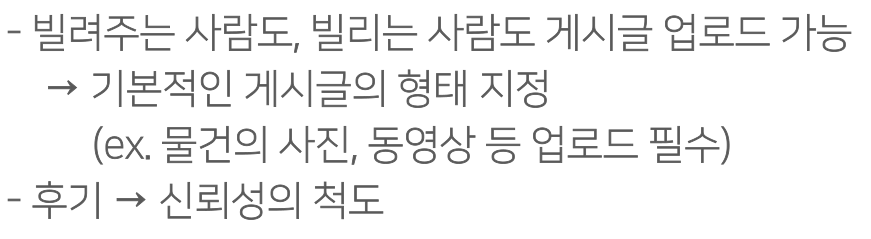 - 빌려주는 사람도, 빌리는 사람도 게시글 업로드 가능
→ 기본적인 게시글의 형태 지정
(ex. 물건의 사진, 동영상 등 업로드 필수)
- 후기 → 신뢰성의 척도